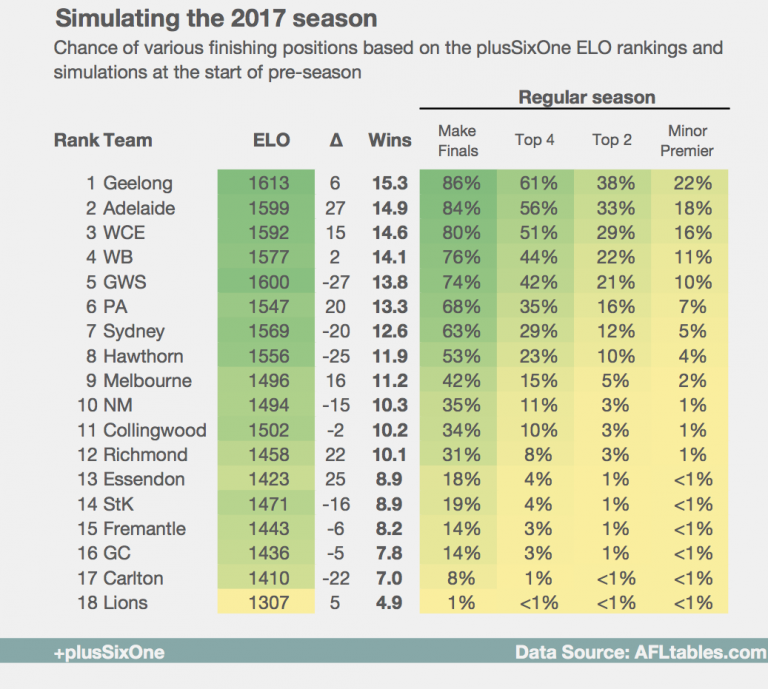 Simulating the 2017 season
Chance of various finishing positions based on the plusSixOne ELO rankings and
simulations at the start of pre-season
Regular season
Rank Team ELO Δ Wins Make Finals Top 4 Top 2 Minor Premier
1 Geelong 1613 6 15.3 86% 61% 38% 22%
2 Adelaide 1599 27 14.9 84% 56% 33% 18%
3 WCE 1592 15 14.6 80% 51% 29% 16%
4 WB 1577 2 14.1 76% 44% 22% 11%
5 GWS 1600 -27 13.8 74% 42% 21% 10%
6 PA 1547 20 13.3 68% 35% 16% 7%
7 Sydney 1569 -20 12.6 63% 29% 12% 5%
8 Hawthorn 1556 -25 11.9 53% 23% 10% 4%
9 Melbourne 1496 16 11.2 42% 15% 5% 2%
10 NM 1494 -15 10.3 35% 11% 3% 1%
11 Collingwood 1502 -2 10.2 34% 10% 3% 1%
12 Richmond 1458 22 10.1 31% 8% 3% 1%
13 Essendon 1423 25 8.9 18% 4% 1% <1%
14 StK 1471 -16 8.9 19% 4% 1% <1%
15 Fremantle 1443 -6 8.2 14% 3% 1% <1%
16 GC 1436 -5 7.8 14% 3% 1% <1%
17 Carlton 1410 -22 7.0 8% 1% <1% <1%
18 Lions 1307 5 4.9 1% <1% <1% <1%
+plusSixOne Data Source: AFLtables.com